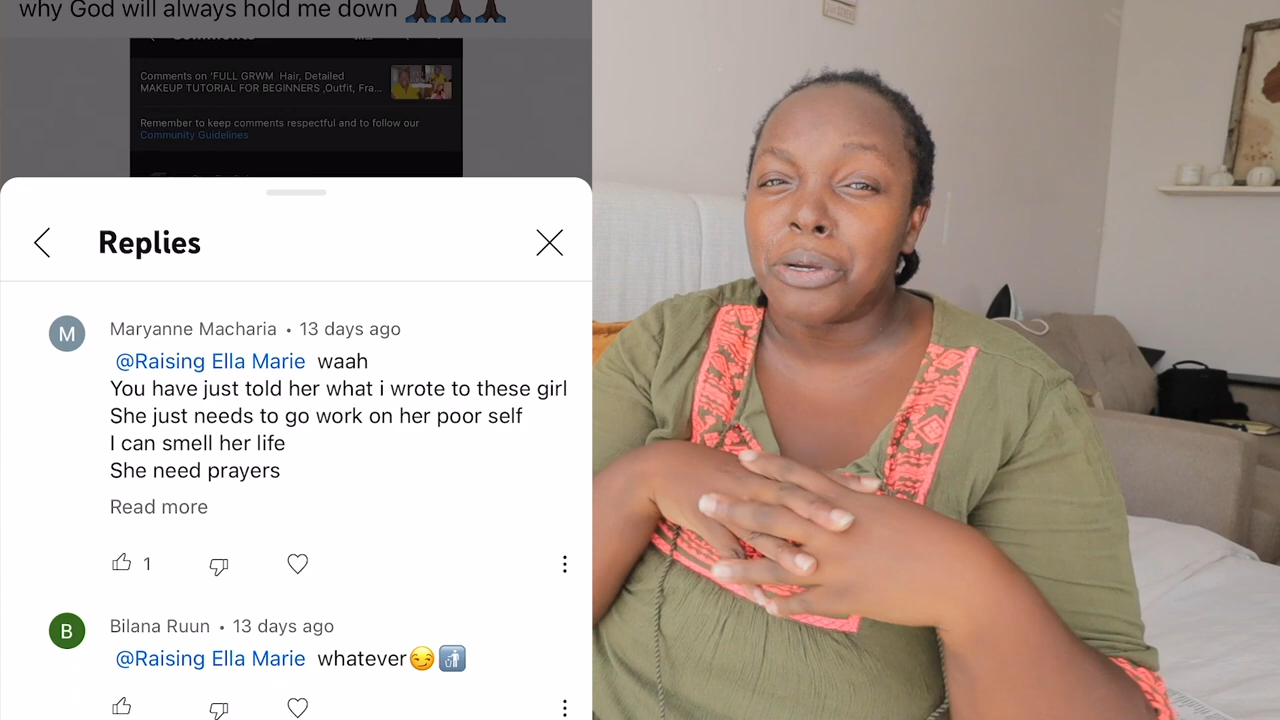 why God will always hold me down 🙏🏿🙏🏿🙏🏿
Comments
Comments on 'FULL GRWM Hair, Detailed
MAKEUP TUTORIAL FOR BEGINNERS ,Outfit, Fra...
Remember to keep comments respectful and to follow our
Community Guidelines
Replies
M
Maryanne Macharia • 13 days ago
@Raising Ella Marie waah
You have just told her what i wrote to these girl
She just needs to go work on her poor self
I can smell her life
She need prayers
Read more
1
B
Bilana Ruun • 13 days ago
@Raising Ella Marie whatever😏🚮